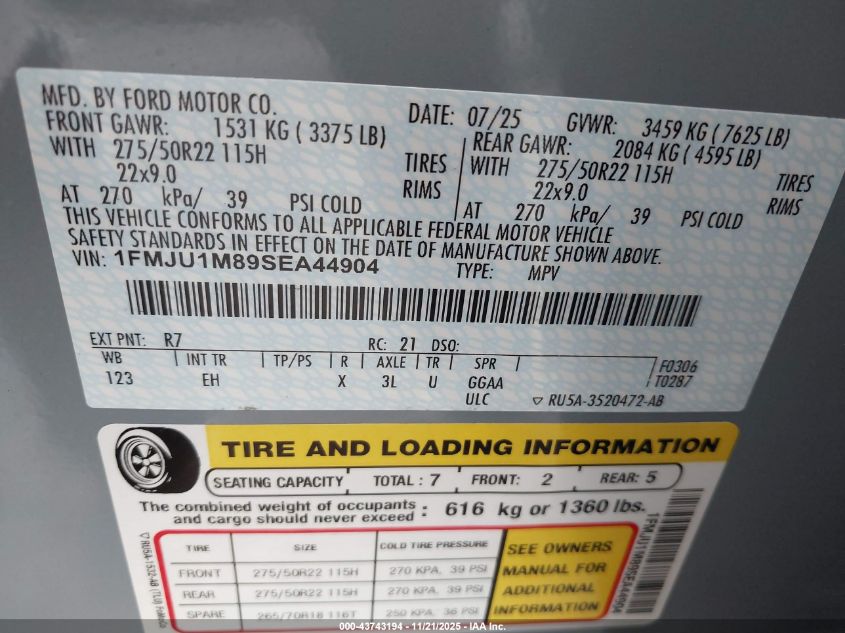 MFD. BY FORD MOTOR CO.
DATE: 07/25 GVWR: 3459 KG ( 7625 LB)
FRONT GAWR: 1531 KG ( 3375 LB)
WITH 275/50R22 115H TIRES
22x9.0 RIMS
AT 270 kPa/ 39 PSI COLD
REAR GAWR: 2084 KG ( 4595 LB)
WITH 275/50R22 115H TIRES
22x9.0 RIMS
AT 270 kPa/ 39 PSI COLD
THIS VEHICLE CONFORMS TO ALL APPLICABLE FEDERAL MOTOR VEHICLE
SAFETY STANDARDS IN EFFECT ON THE DATE OF MANUFACTURE SHOWN ABOVE.
VIN: 1FMJU1M89SEA44904 TYPE: MPV
EXT PNT: R7 RC: 21 DSO:
WB INT TR TP/PS R AXLE TR SPR F0306
123 EH X 3L U GGAA T0287
ULC ▽ RU5A-3520472-AB
TIRE AND LOADING INFORMATION
SEATING CAPACITY TOTAL : 7 FRONT: 2 REAR: 5
The combined weight of occupants
and cargo should never exceed : 616 kg or 1360 lbs.
TIRE SIZE COLD TIRE PRESSURE
FRONT 275/50R22 115H 270 KPA, 39 PSI
REAR 275/50R22 115H 270 KPA, 39 PSI
SPARE 265/70R18 116T 250 KPA, 36 PSI
SEE OWNERS
MANUAL FOR
ADDITIONAL
INFORMATION
1FMJU1M89SEA44904
▽ RU5A-1532-AB
000-43743194 - 11/21/2025 - IAA Inc.